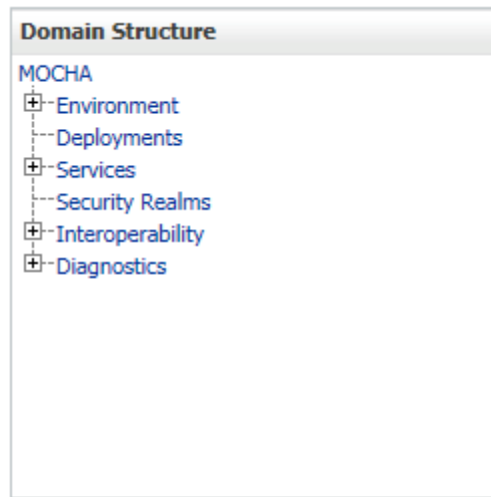 Domain Structure
MOCHA
Environment
Deployments
Services
Security Realms
Interoperability
Diagnostics